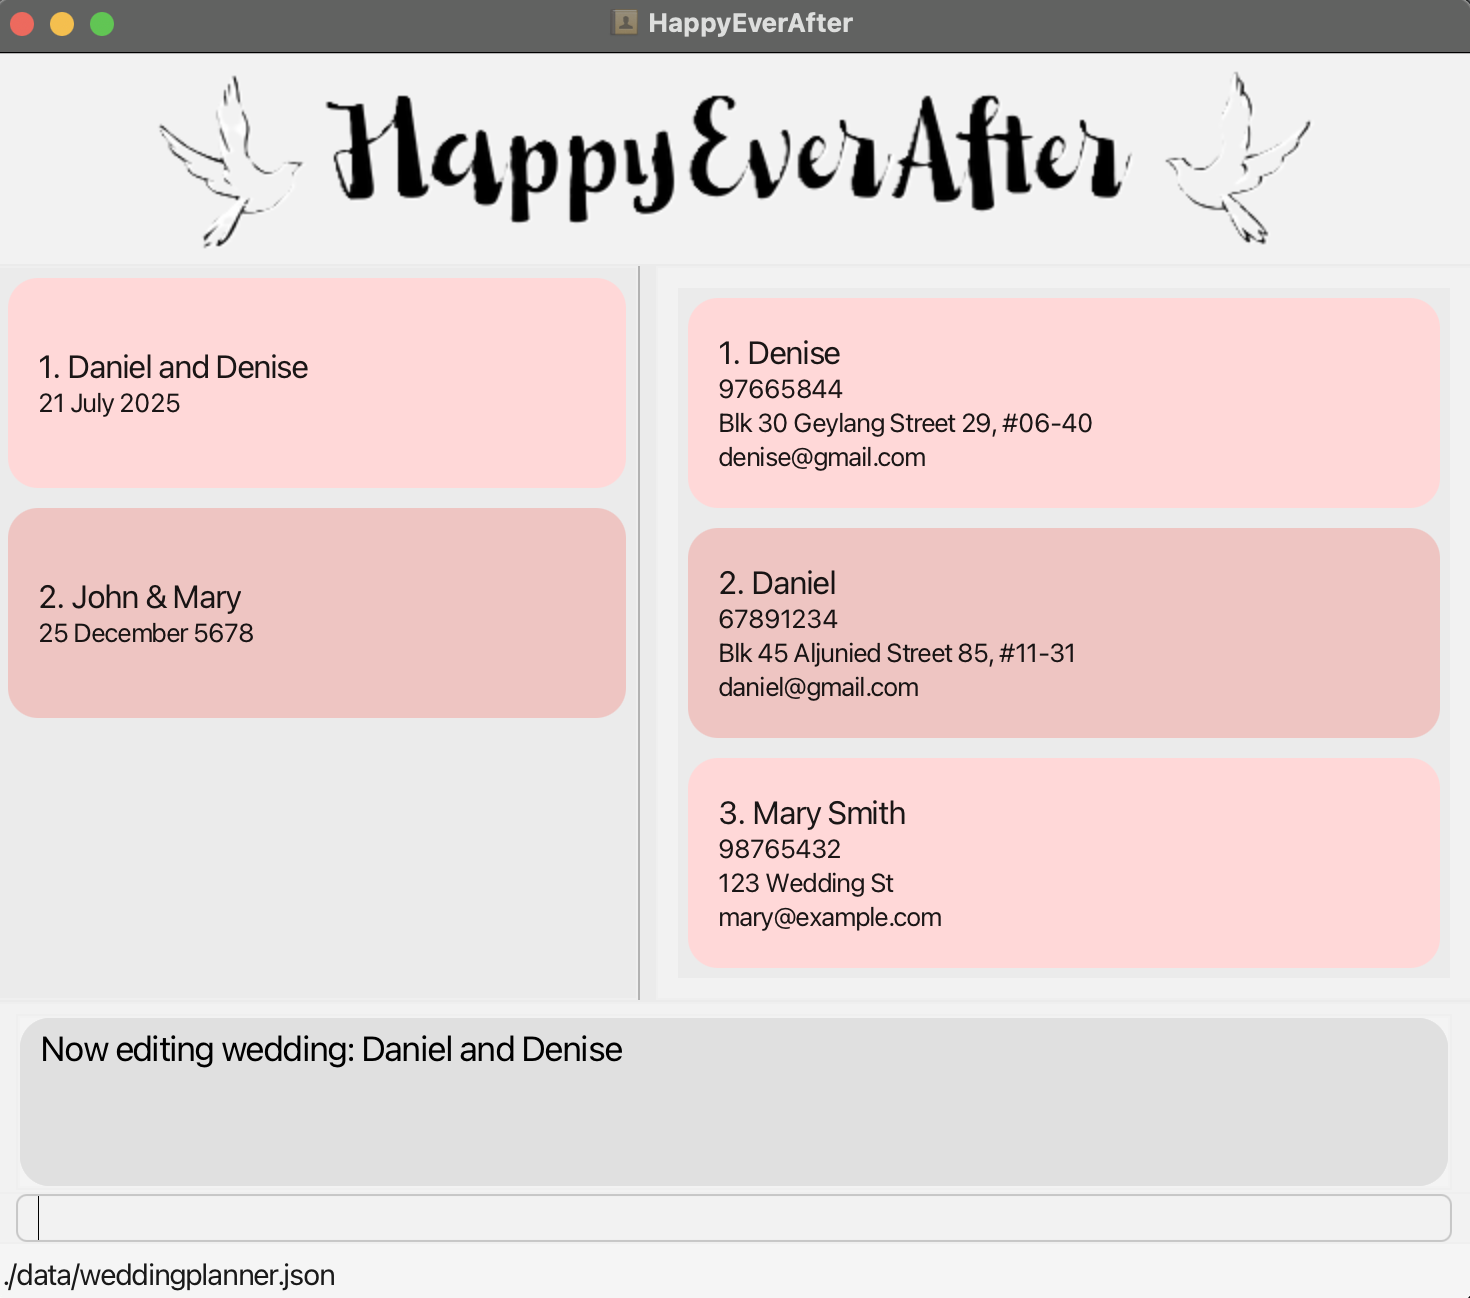 HappyEverAfter
HappyEverAfter
1. Daniel and Denise
21 July 2025
2. John & Mary
25 December 5678
1. Denise
97665844
Blk 30 Geylang Street 29, #06-40
denise@gmail.com
2. Daniel
67891234
Blk 45 Aljunied Street 85, #11-31
daniel@gmail.com
3. Mary Smith
98765432
123 Wedding St
mary@example.com
Now editing wedding: Daniel and Denise
./data/weddingplanner.json